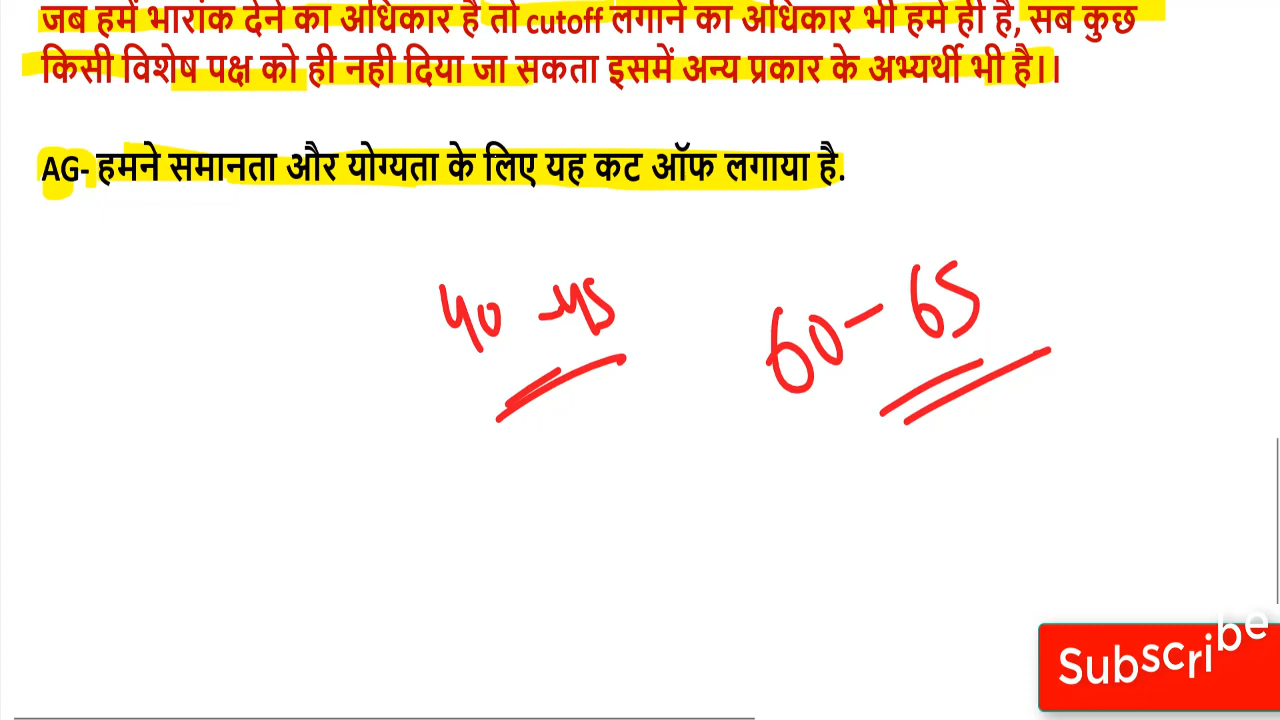 जब हमें भारांक देने का अधिकार है तो cutoff लगाने का अधिकार भी हमे ही है, सब कुछ
किसी विशेष पक्ष को ही नही दिया जा सकता इसमें अन्य प्रकार के अभ्यर्थी भी है।।
AG- हमने समानता और योग्यता के लिए यह कट ऑफ लगाया है.
40 - 45 60 - 65
Subscribe